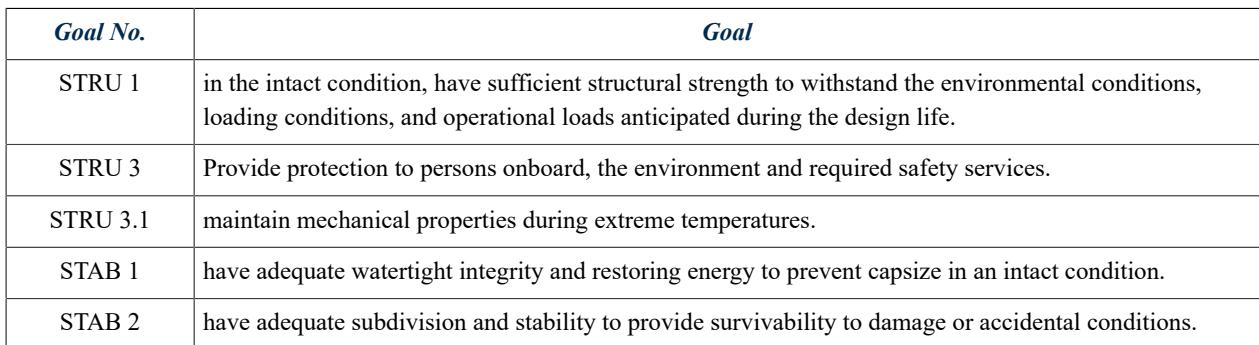 Goal No. Goal
STRU 1 in the intact condition, have sufficient structural strength to withstand the environmental conditions,
loading conditions, and operational loads anticipated during the design life.
STRU 3 Provide protection to persons onboard, the environment and required safety services.
STRU 3.1 maintain mechanical properties during extreme temperatures.
STAB 1 have adequate watertight integrity and restoring energy to prevent capsize in an intact condition.
STAB 2 have adequate subdivision and stability to provide survivability to damage or accidental conditions.